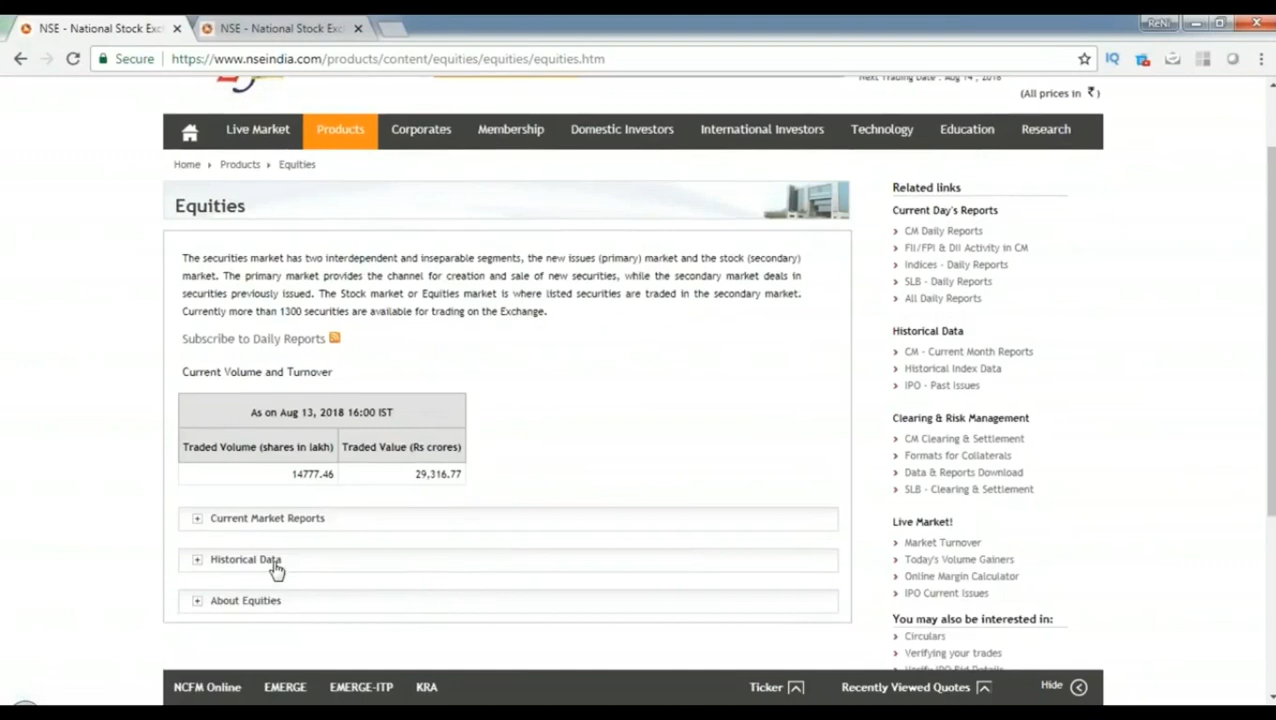 NSE - National Stock Exc
NSE - National Stock Exc
ReNi
Secure
https://www.nseindia.com/products/content/equities/equities/equities.htm
IQ
Next Trading Date : Aug 14 , 2018
(All prices in ₹ )
Live Market
Products
Corporates
Membership
Domestic Investors
International Investors
Technology
Education
Research
Home
Products
Equities
Equities
The securities market has two interdependent and inseparable segments, the new issues (primary) market and the stock (secondary)
market. The primary market provides the channel for creation and sale of new securities, while the secondary market deals in
securities previously issued. The Stock market or Equities market is where listed securities are traded in the secondary market.
Currently more than 1300 securities are available for trading on the Exchange.
Subscribe to Daily Reports
Current Volume and Turnover
As on Aug 13, 2018 16:00 IST
Traded Volume (shares in lakh)
Traded Value (Rs crores)
14777.46
29,316.77
Current Market Reports
Historical Data
About Equities
Related links
Current Day's Reports
CM Daily Reports
FII/FPI & DII Activity in CM
Indices - Daily Reports
SLB - Daily Reports
All Daily Reports
Historical Data
CM - Current Month Reports
Historical Index Data
IPO - Past Issues
Clearing & Risk Management
CM Clearing & Settlement
Formats for Collaterals
Data & Reports Download
SLB - Clearing & Settlement
Live Market!
Market Turnover
Today's Volume Gainers
Online Margin Calculator
IPO Current Issues
You may also be interested in:
Circulars
Verifying your trades
Verify IPO Bid Details
NCFM Online
EMERGE
EMERGE-ITP
KRA
Ticker
Recently Viewed Quotes
Hide